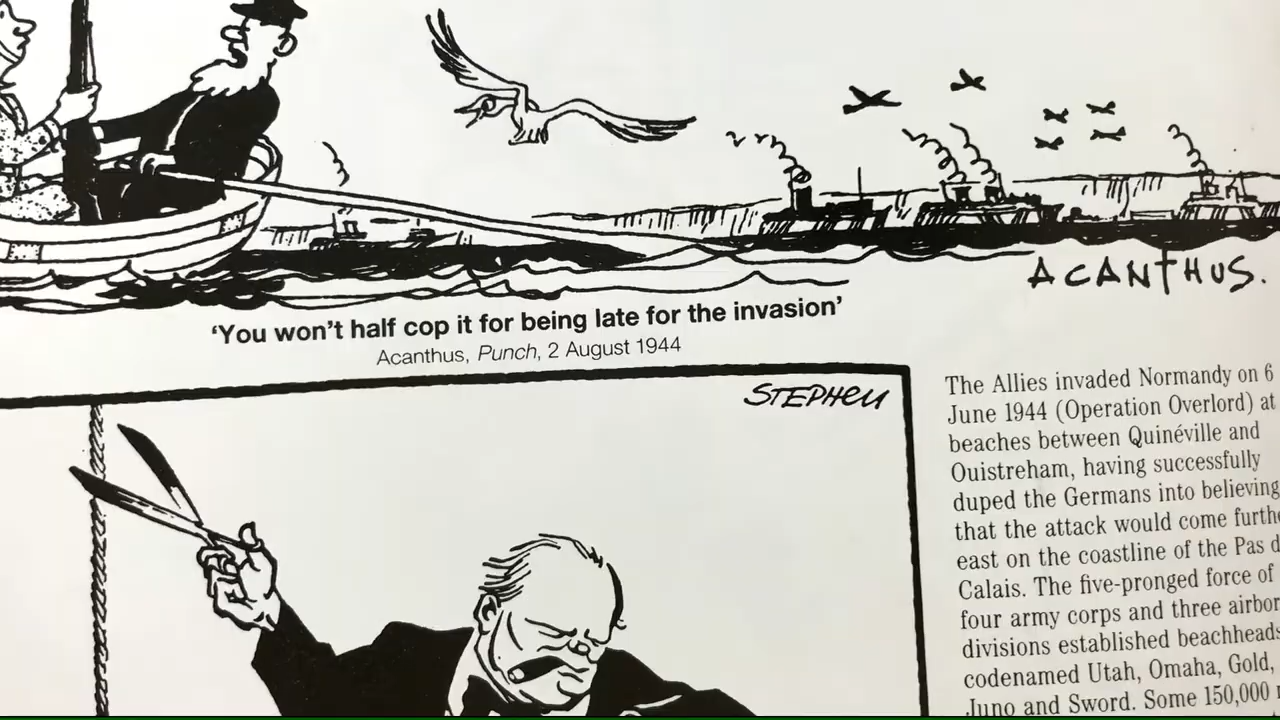 ACANTHUS.
‘You won’t half cop it for being late for the invasion’
Acanthus, Punch, 2 August 1944
STEPHEN
The Allies invaded Normandy on 6
June 1944 (Operation Overlord) at
beaches between Quinéville and
Ouistreham, having successfully
duped the Germans into believing
that the attack would come
east on the coastline of the Pas
Calais. The five-pronged force of
four army corps and three
divisions established beachheads
codenamed Utah, Omaha, Gold,
Juno and Sword. Some 150,000